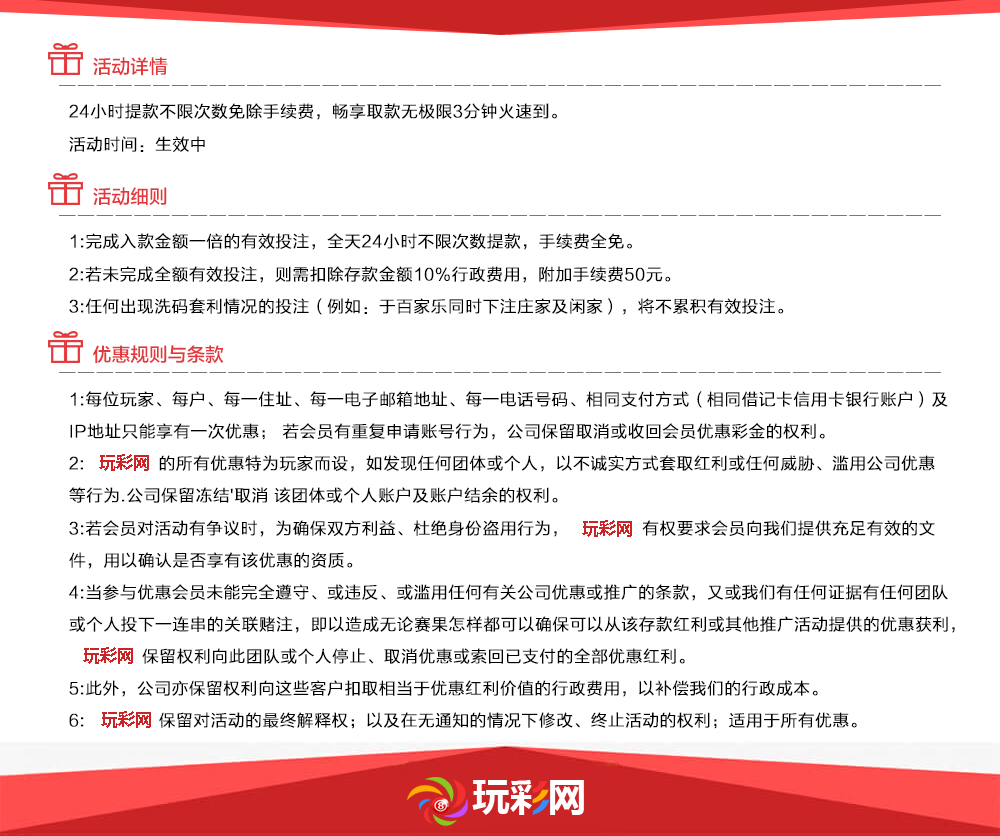 活动详情
24小时提款不限次数免除手续费，畅享取款无极限3分钟火速到。
活动时间：生效中
活动细则
1:完成入款金额一倍的有效投注，全天24小时不限次数提款，手续费全免。
2:若未完成全额有效投注，则需扣除存款金额10%行政费用，附加手续费50元。
3:任何出现洗码套利情况的投注（例如：于百家乐同时下注庄家及闲家），将不累积有效投注。
优惠规则与条款
1:每位玩家、每户、每一住址、每一电子邮箱地址、每一电话号码、相同支付方式（相同借记卡信用卡银行账户）及
IP地址只能享有一次优惠； 若会员有重复申请账号行为，公司保留取消或收回会员优惠彩金的权利。
2: 玩彩网 的所有优惠特为玩家而设，如发现任何团体或个人，以不诚实方式套取红利或任何威胁、滥用公司优惠
等行为.公司保留冻结'取消 该团体或个人账户及账户结余的权利。
3:若会员对活动有争议时，为确保双方利益、杜绝身份盗用行为， 玩彩网 有权要求会员向我们提供充足有效的文
件，用以确认是否享有该优惠的资质。
4:当参与优惠会员未能完全遵守、或违反、或滥用任何有关公司优惠或推广的条款，又或我们有任何证据有任何团队
或个人投下一连串的关联赌注，即以造成无论赛果怎样都可以确保可以从该存款红利或其他推广活动提供的优惠获利，
玩彩网 保留权利向此团队或个人停止、取消优惠或索回已支付的全部优惠红利。
5:此外，公司亦保留权利向这些客户扣取相当于优惠红利价值的行政费用，以补偿我们的行政成本。
6: 玩彩网 保留对活动的最终解释权；以及在无通知的情况下修改、终止活动的权利；适用于所有优惠。
8 玩彩网